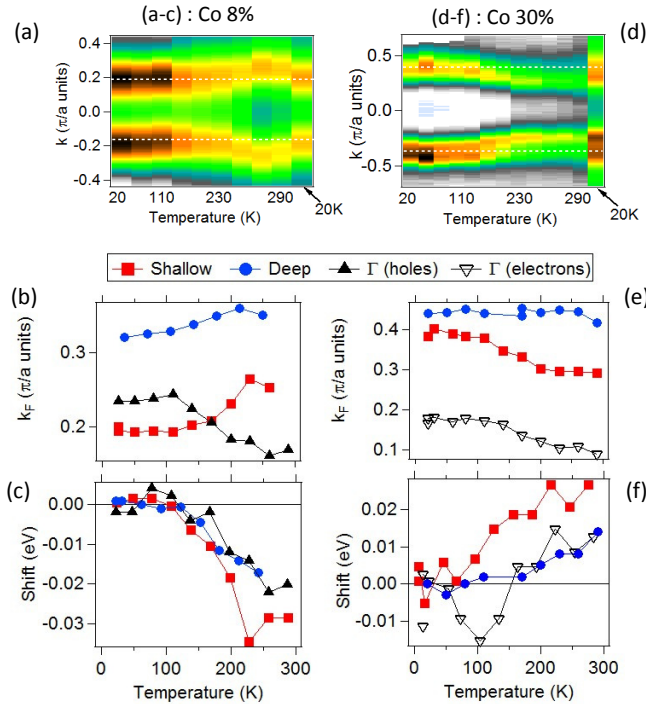 (a-c) : Co 8%
(d-f) : Co 30%
(a)
(d)
k (π/a units)
0.4
0.2
0.0
-0.2
-0.4
20 110 230 290
Temperature (K)
20K
k (π/a units)
0.5
0.0
-0.5
20 110 230 290
Temperature (K)
20K
Shallow Deep Γ (holes) Γ (electrons)
(b)
(e)
k_F (π/a units)
0.3
0.2
k_F (π/a units)
0.4
0.3
0.2
0.1
(c)
(f)
Shift (eV)
0.00
-0.01
-0.02
-0.03
0 100 200 300
Temperature (K)
Shift (eV)
0.02
0.01
0.00
-0.01
0 100 200 300
Temperature (K)